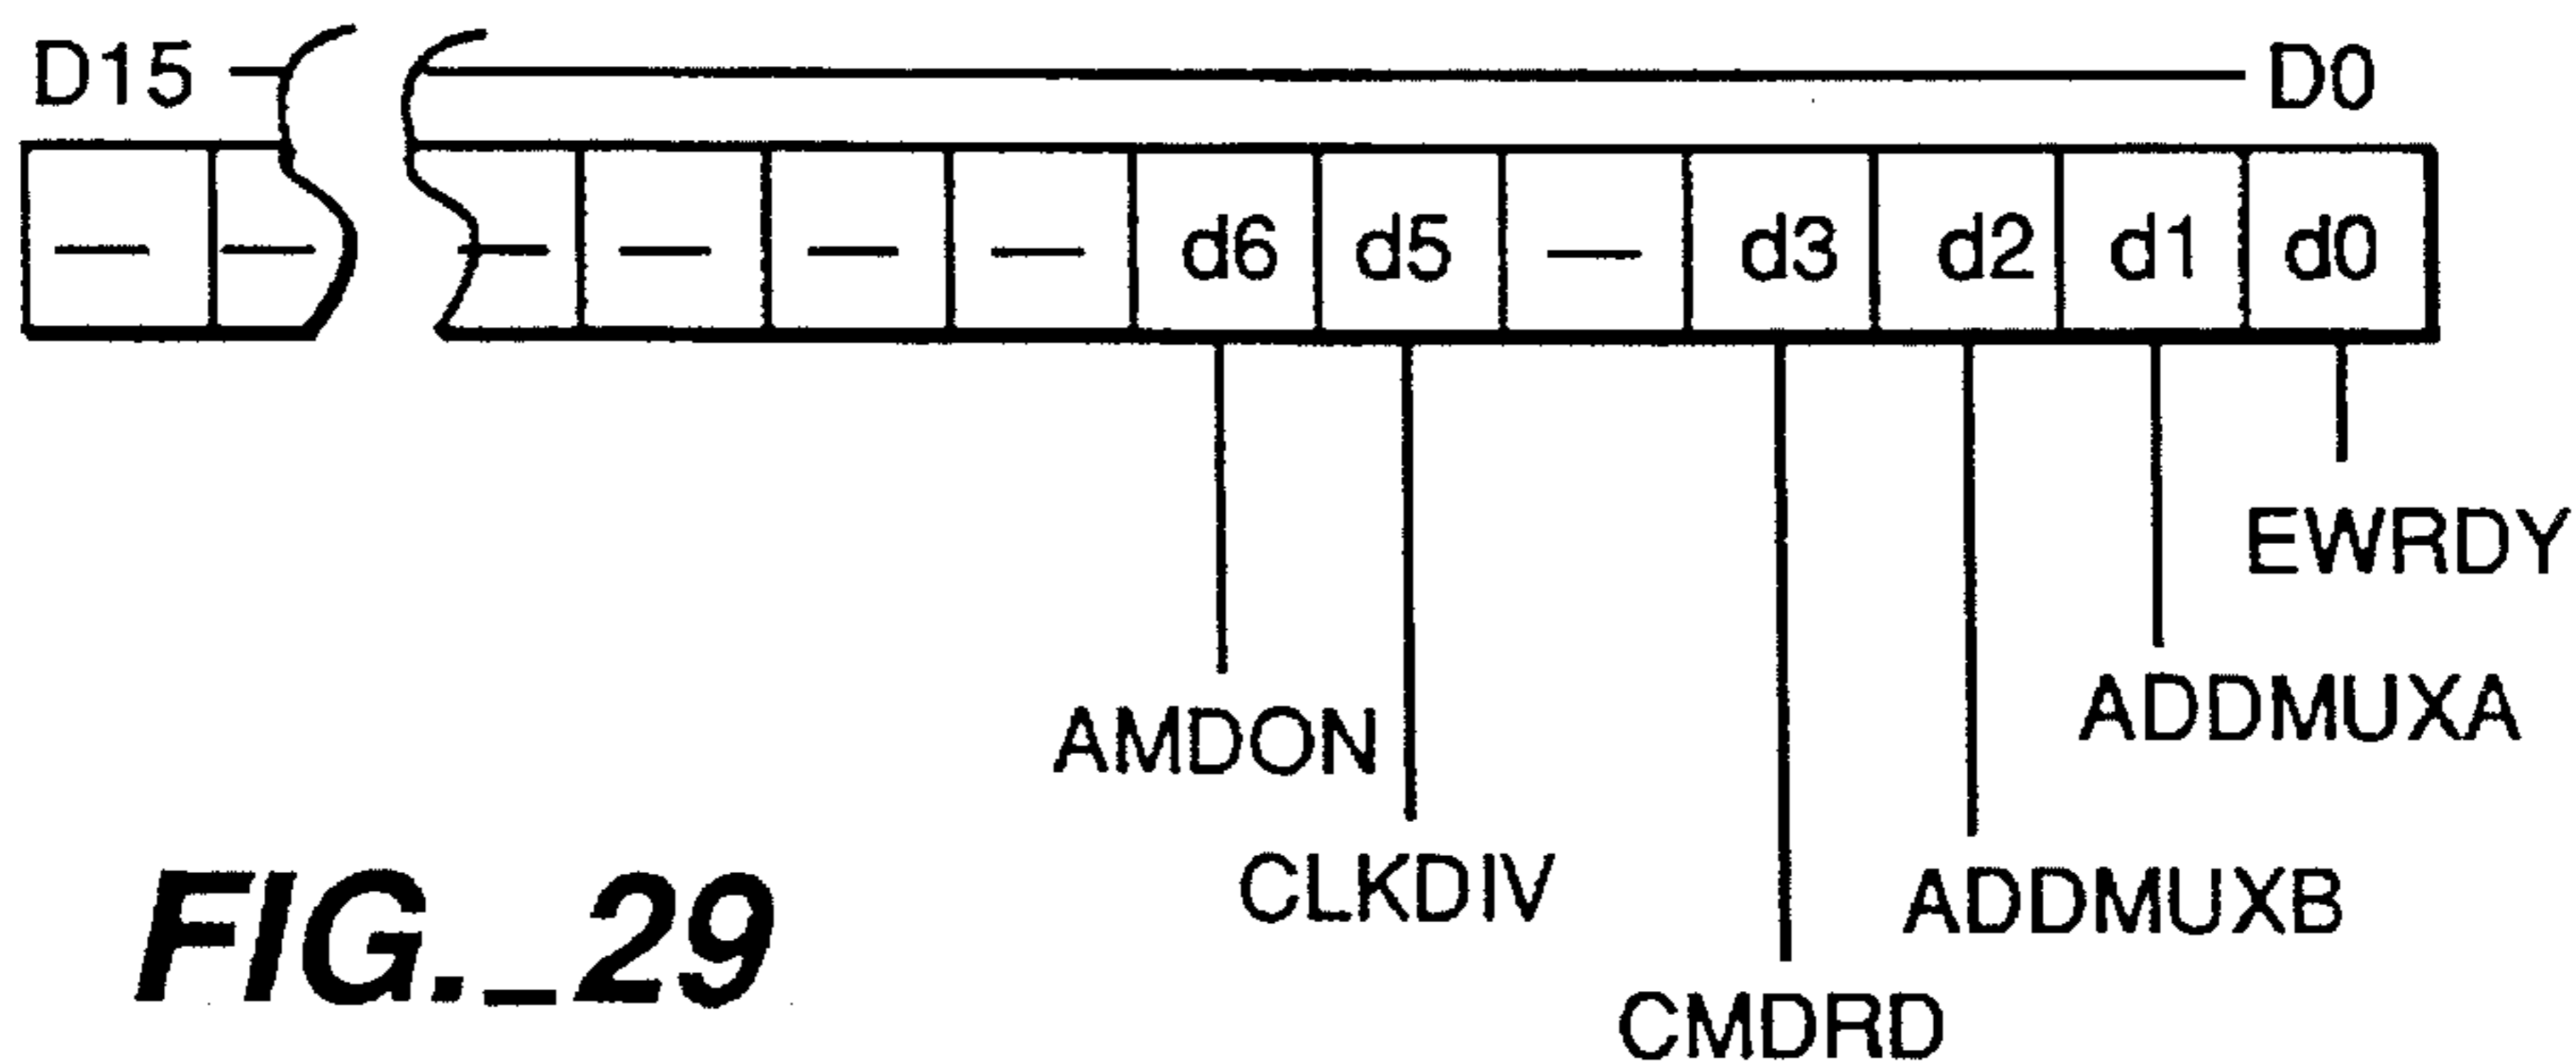 D15 D0
— — — — — — d6 d5 — d3 d2 d1 d0
EWRDY
ADDMUXA
AMDON
CLKDIV
ADDMUXB
CMDRD
FIG._29